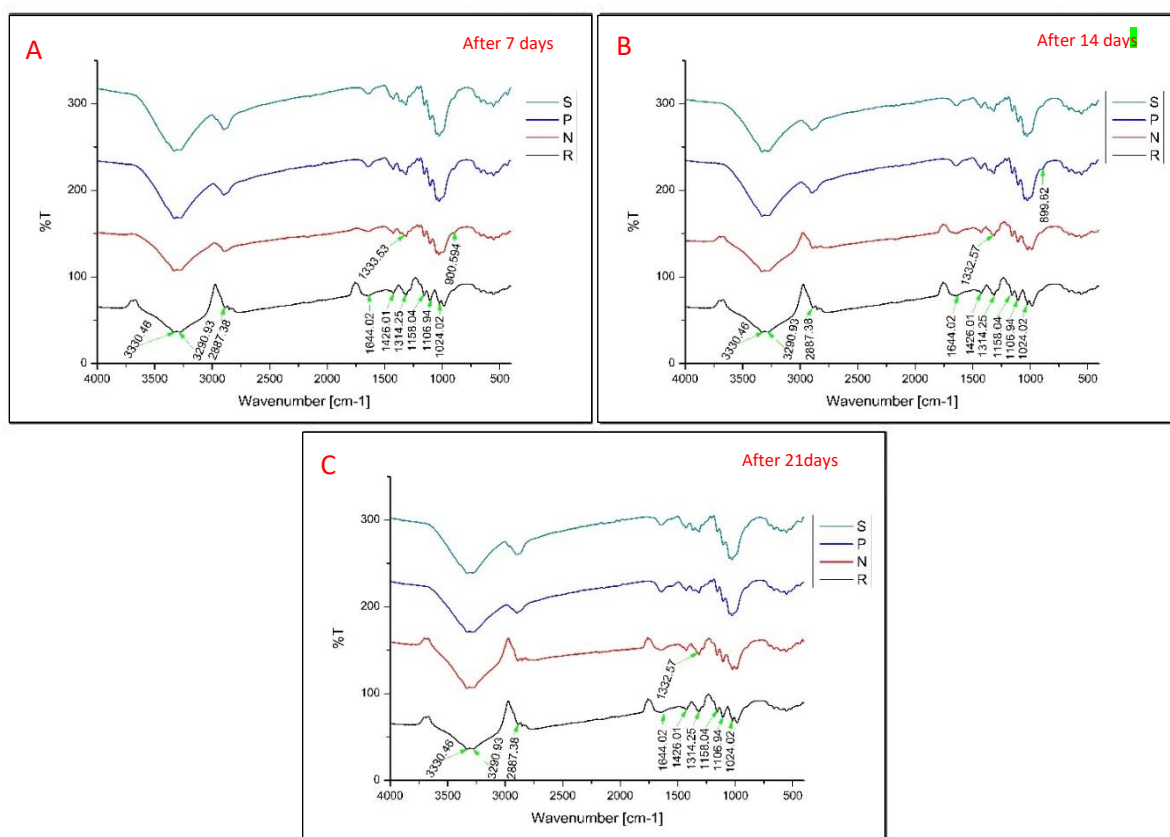 A
After 7 days
300
200
100
0
%T
S
P
N
R
1333.53
900.594
3330.46
3290.93
2887.38
1644.02
1426.01
1314.25
1158.04
1106.94
1024.02
4000 3500 3000 2500 2000 1500 1000 500
Wavenumber [cm-1]
B
After 14 days
300
200
100
0
%T
S
P
N
R
899.62
1332.57
3330.46
3290.93
2887.38
1644.02
1426.01
1314.25
1158.04
1106.94
1024.02
4000 3500 3000 2500 2000 1500 1000 500
Wavenumber [cm-1]
C
After 21days
300
200
100
0
%T
S
P
N
R
1332.57
3330.46
3290.93
2887.38
1644.02
1426.01
1314.25
1158.04
1106.94
1024.02
4000 3500 3000 2500 2000 1500 1000 500
Wavenumber [cm-1]